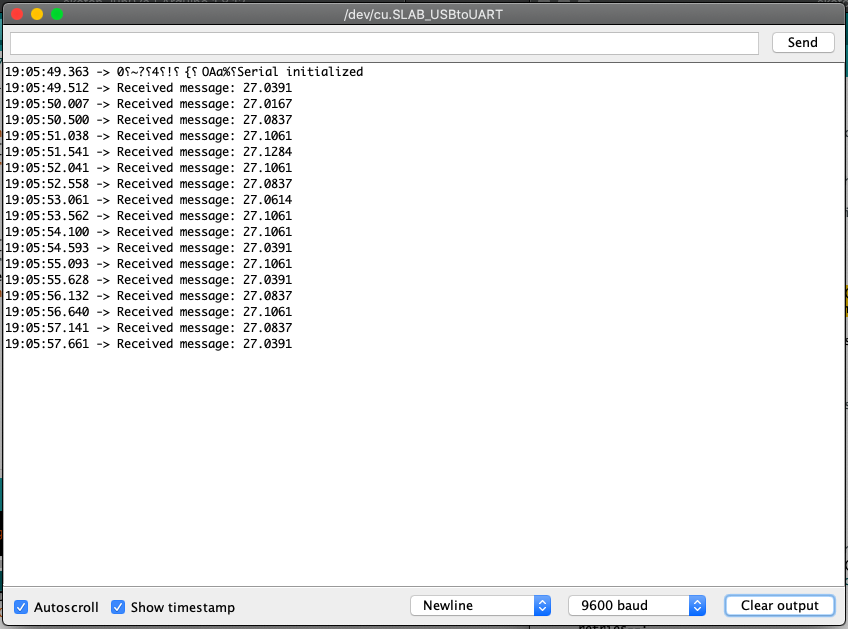 /dev/cu.SLAB_USBtoUART
Send
19:05:49.363 -> 0⸮~?⸮4⸮!⸮ {⸮ OAa%⸮Serial initialized
19:05:49.512 -> Received message: 27.0391
19:05:50.007 -> Received message: 27.0167
19:05:50.500 -> Received message: 27.0837
19:05:51.038 -> Received message: 27.1061
19:05:51.541 -> Received message: 27.1284
19:05:52.041 -> Received message: 27.1061
19:05:52.558 -> Received message: 27.0837
19:05:53.061 -> Received message: 27.0614
19:05:53.562 -> Received message: 27.1061
19:05:54.100 -> Received message: 27.1061
19:05:54.593 -> Received message: 27.0391
19:05:55.093 -> Received message: 27.1061
19:05:55.628 -> Received message: 27.0391
19:05:56.132 -> Received message: 27.0837
19:05:56.640 -> Received message: 27.1061
19:05:57.141 -> Received message: 27.0837
19:05:57.661 -> Received message: 27.0391
Autoscroll Show timestamp Newline 9600 baud Clear output